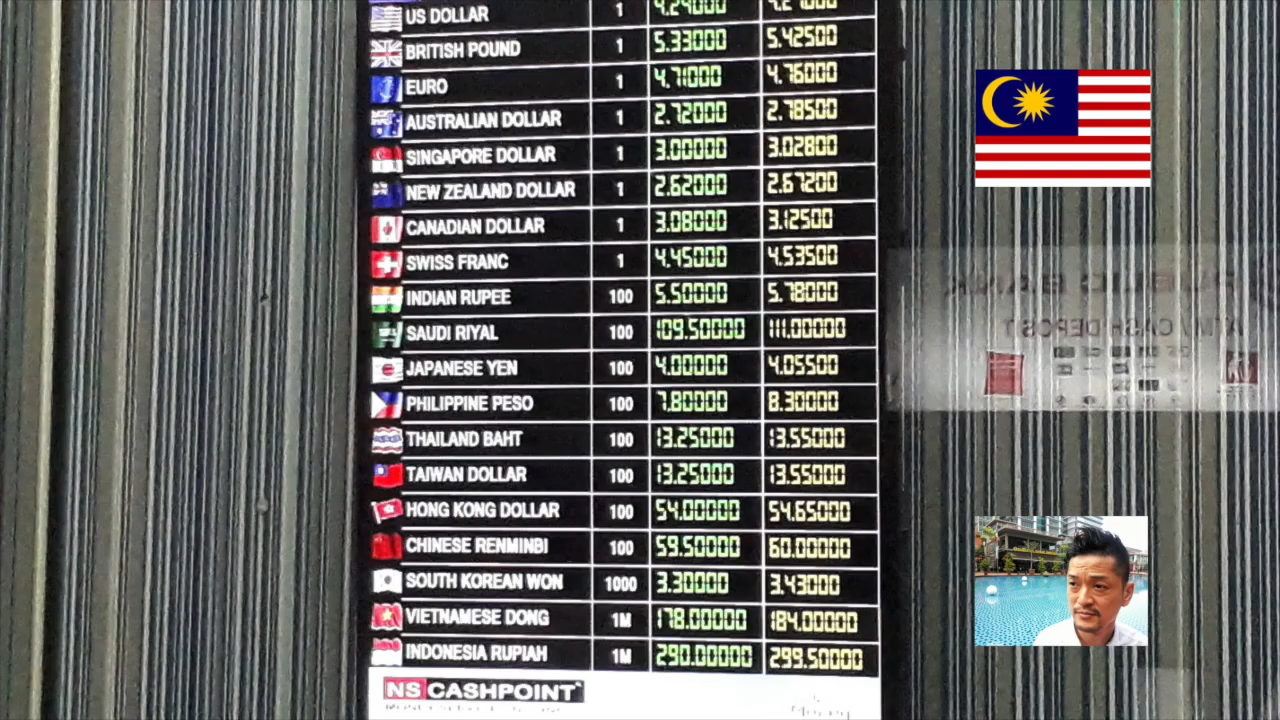 US DOLLAR 1 4.24000
BRITISH POUND 1 5.33000 5.42500
EURO 1 4.71000 4.76000
AUSTRALIAN DOLLAR 1 2.72000 2.78500
SINGAPORE DOLLAR 1 3.00000 3.02800
NEW ZEALAND DOLLAR 1 2.62000 2.67200
CANADIAN DOLLAR 1 3.08000 3.12500
SWISS FRANC 1 4.45000 4.53500
INDIAN RUPEE 100 5.50000 5.78000
SAUDI RIYAL 100 109.50000 111.00000
JAPANESE YEN 100 4.00000 4.05500
PHILIPPINE PESO 100 7.80000 8.30000
THAILAND BAHT 100 13.25000 13.55000
TAIWAN DOLLAR 100 13.25000 13.55000
HONG KONG DOLLAR 100 54.00000 54.65000
CHINESE RENMINBI 100 59.50000 60.00000
SOUTH KOREAN WON 1000 3.30000 3.43000
VIETNAMESE DONG 1M 178.00000 184.00000
INDONESIA RUPIAH 1M 290.00000 299.50000
NS CASHPOINT
ATM / CASH DEPOSIT